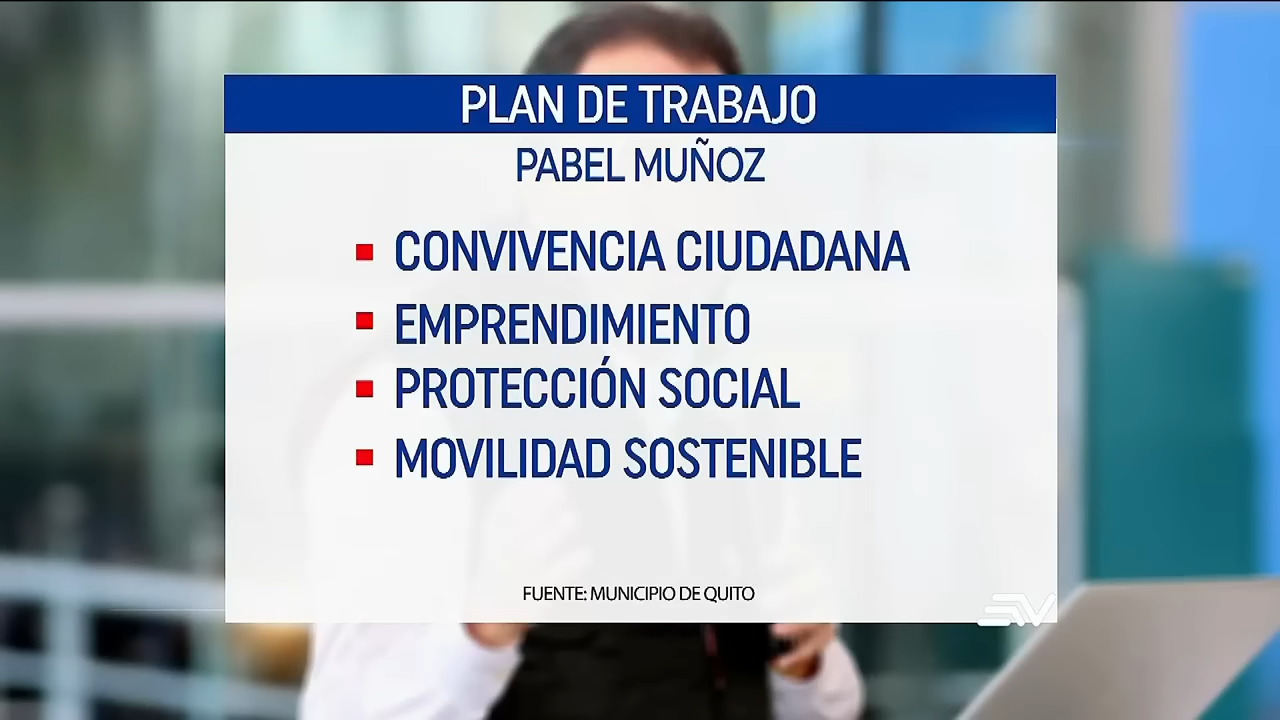 PLAN DE TRABAJO
PABEL MUÑOZ
CONVIVENCIA CIUDADANA
EMPRENDIMIENTO
PROTECCIÓN SOCIAL
MOVILIDAD SOSTENIBLE
FUENTE: MUNICIPIO DE QUITO